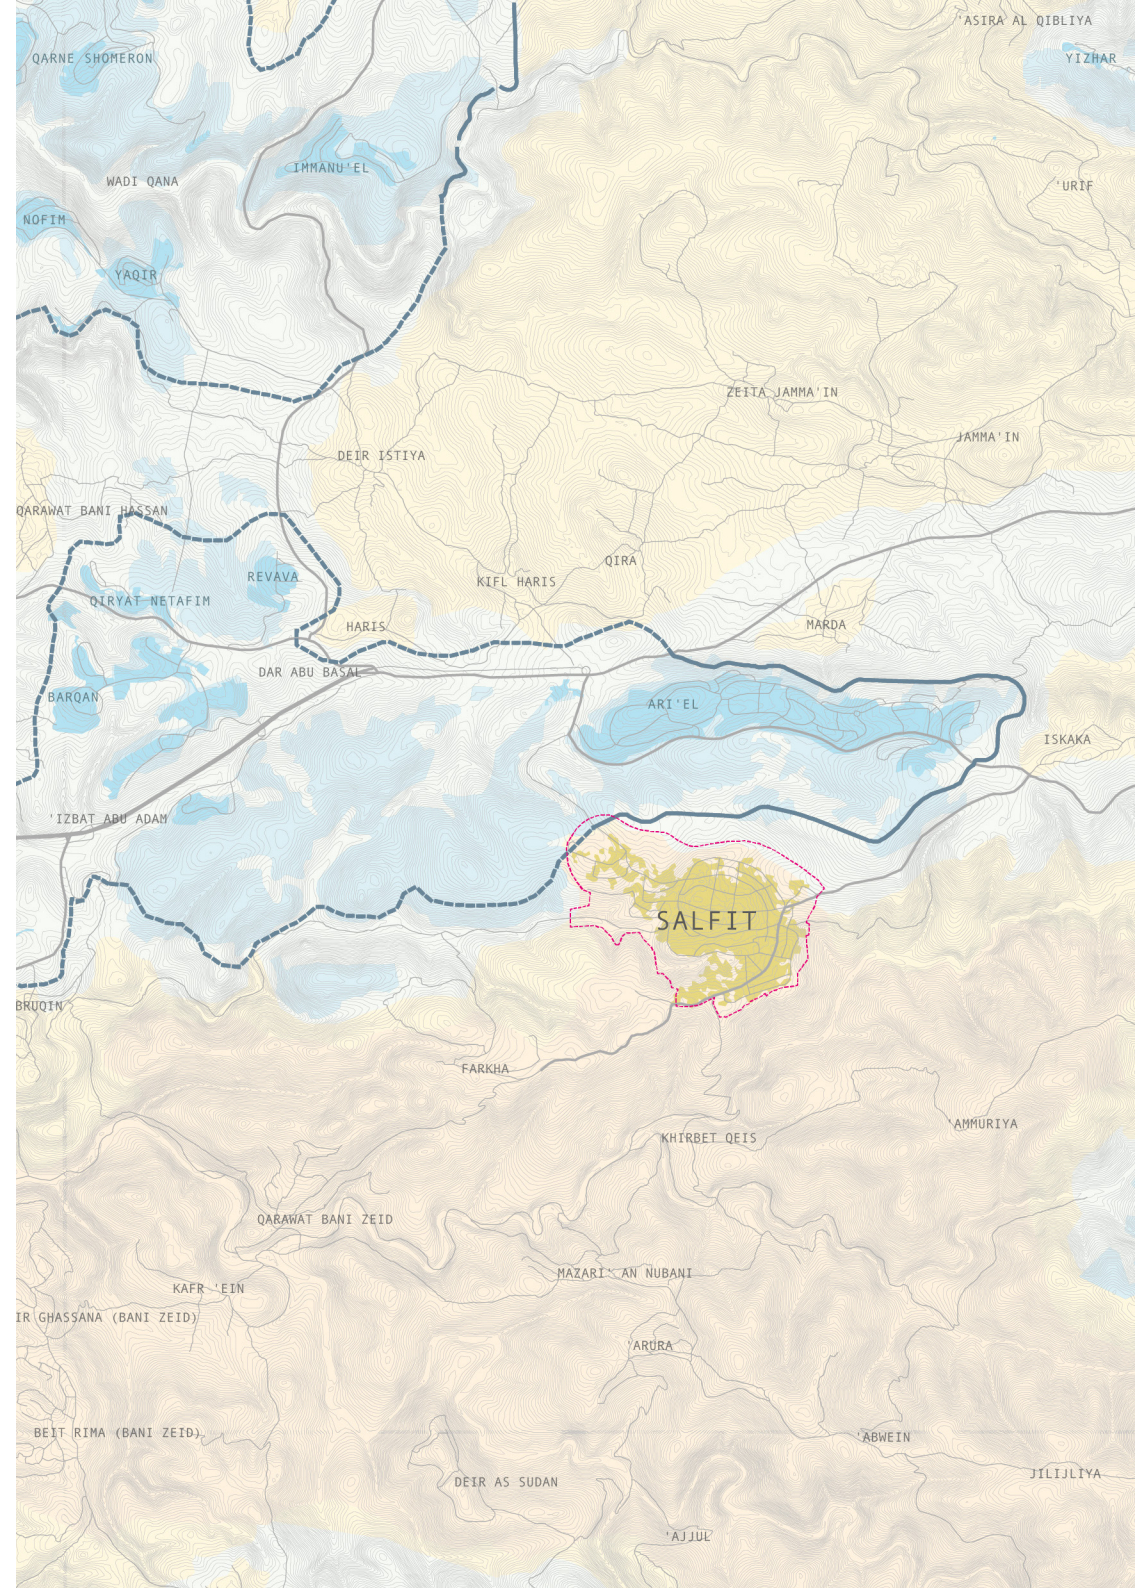 'ASIRA AL QIBLIYA
QARNE SHOMERON
YIZHAR
IMMANU'EL
WADI QANA
'URIF
NOFIM
YAQIR
ZEITA JAMMA'IN
JAMMA'IN
DEIR ISTIYA
QARAWAT BANI HASSAN
QIRA
REVAVA
KIFL HARIS
QIRYAT NETAFIM
HARIS
MARDA
DAR ABU BASAL
BARQAN
ARI'EL
ISKAKA
'IZBAT ABU ADAM
SALFIT
BRUQIN
FARKHA
'AMMURIYA
KHIRBET QEIS
QARAWAT BANI ZEID
MAZARI' AN NUBANI
KAFR 'EIN
IR GHASSANA (BANI ZEID)
'ARURA
BEIT RIMA (BANI ZEID)
'ABWEIN
JILIJLIYA
DEIR AS SUDAN
'AJJUL